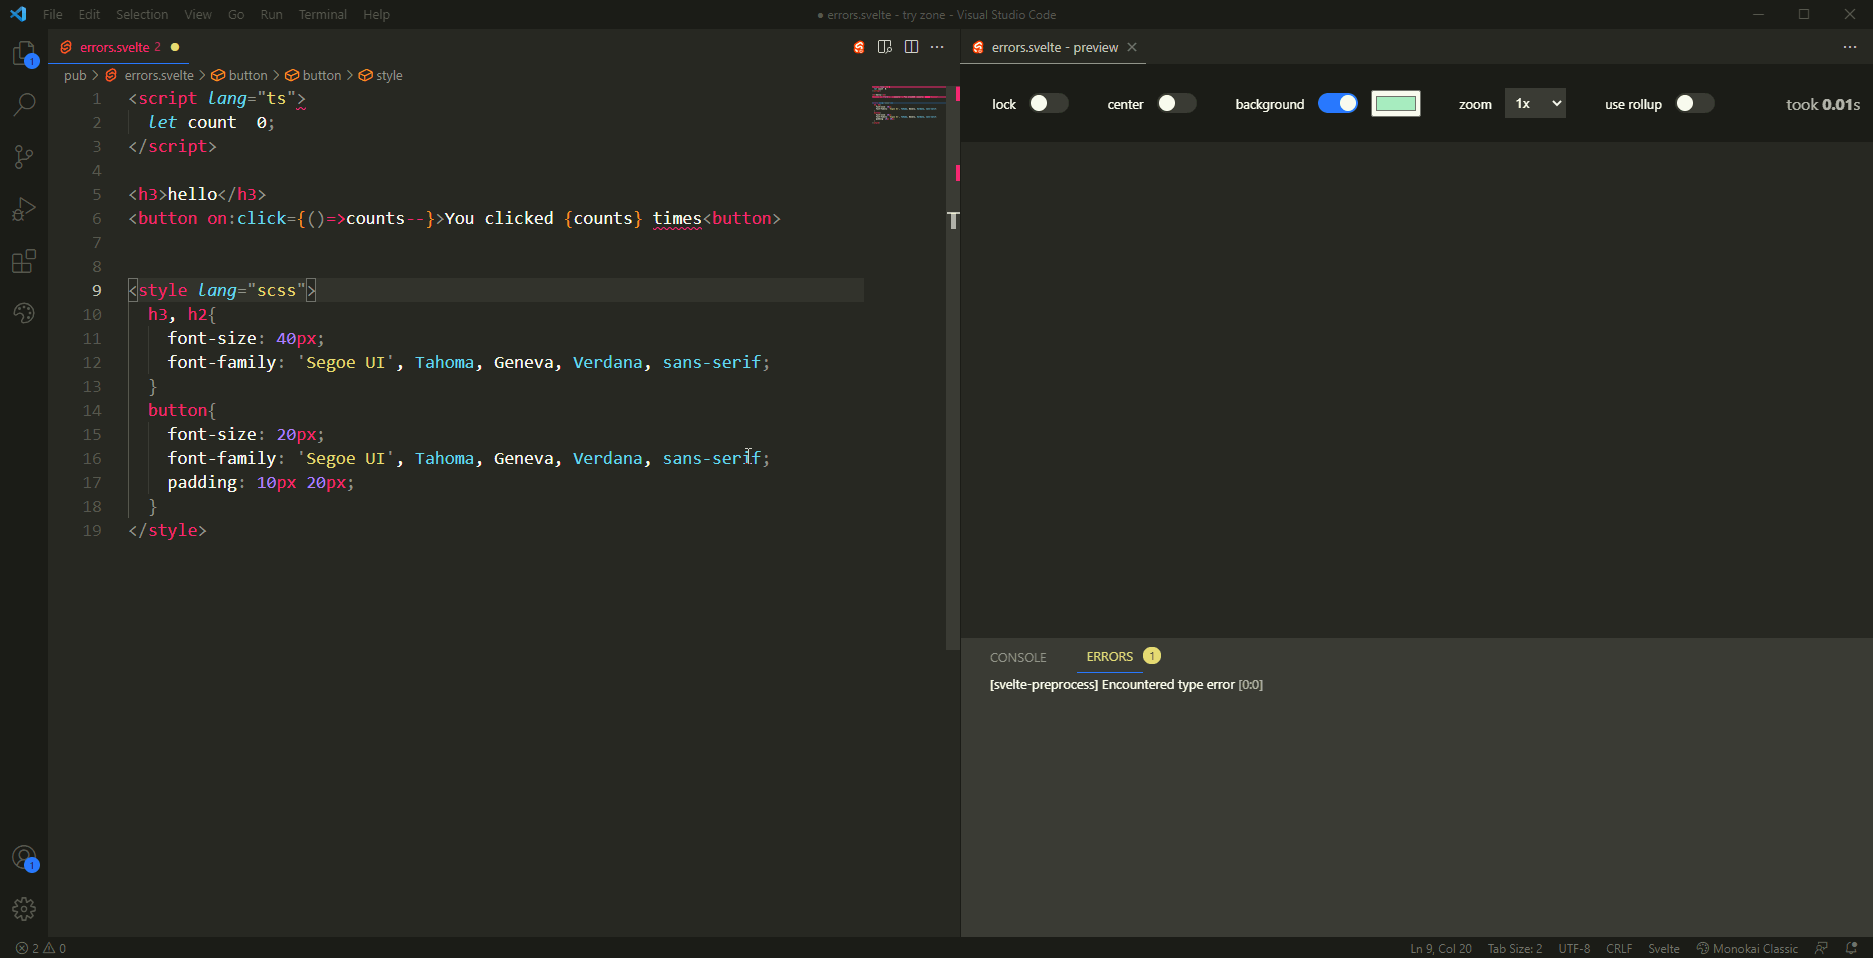 File Edit Selection View Go Run Terminal Help
● errors.svelte - try zone - Visual Studio Code
errors.svelte 2 ●
errors.svelte - preview
pub > errors.svelte > button > button > style
1 <script lang="ts">
2 let count  0;
3 </script>
4
5 <h3>hello</h3>
6 <button on:click={()=>counts--}>You clicked {counts} times<button>
7
8
9 <style lang="scss">
10 h3, h2{
11 font-size: 40px;
12 font-family: 'Segoe UI', Tahoma, Geneva, Verdana, sans-serif;
13 }
14 button{
15 font-size: 20px;
16 font-family: 'Segoe UI', Tahoma, Geneva, Verdana, sans-serif;
17 padding: 10px 20px;
18 }
19 </style>
lock center background zoom 1x use rollup took 0.01s
CONSOLE ERRORS 1
[svelte-preprocess] Encountered type error [0:0]
1
1
2 0
Ln 9, Col 20 Tab Size: 2 UTF-8 CRLF Svelte Monokai Classic